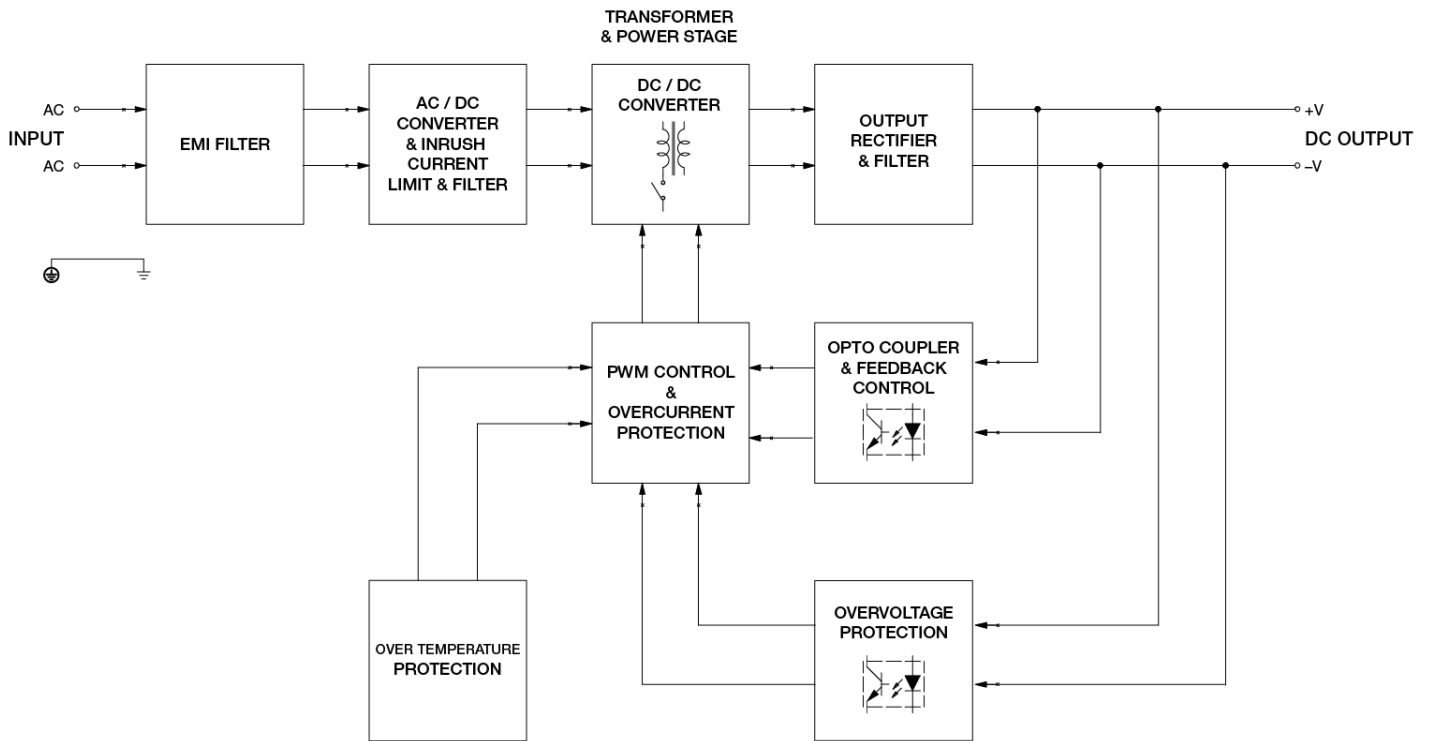 TRANSFORMER
& POWER STAGE
AC
INPUT
AC
EMI FILTER
AC / DC
CONVERTER
& INRUSH
CURRENT
LIMIT & FILTER
DC / DC
CONVERTER
OUTPUT
RECTIFIER
& FILTER
+V
DC OUTPUT
–V
PWM CONTROL
&
OVERCURRENT
PROTECTION
OPTO COUPLER
& FEEDBACK
CONTROL
OVER TEMPERATURE
PROTECTION
OVERVOLTAGE
PROTECTION